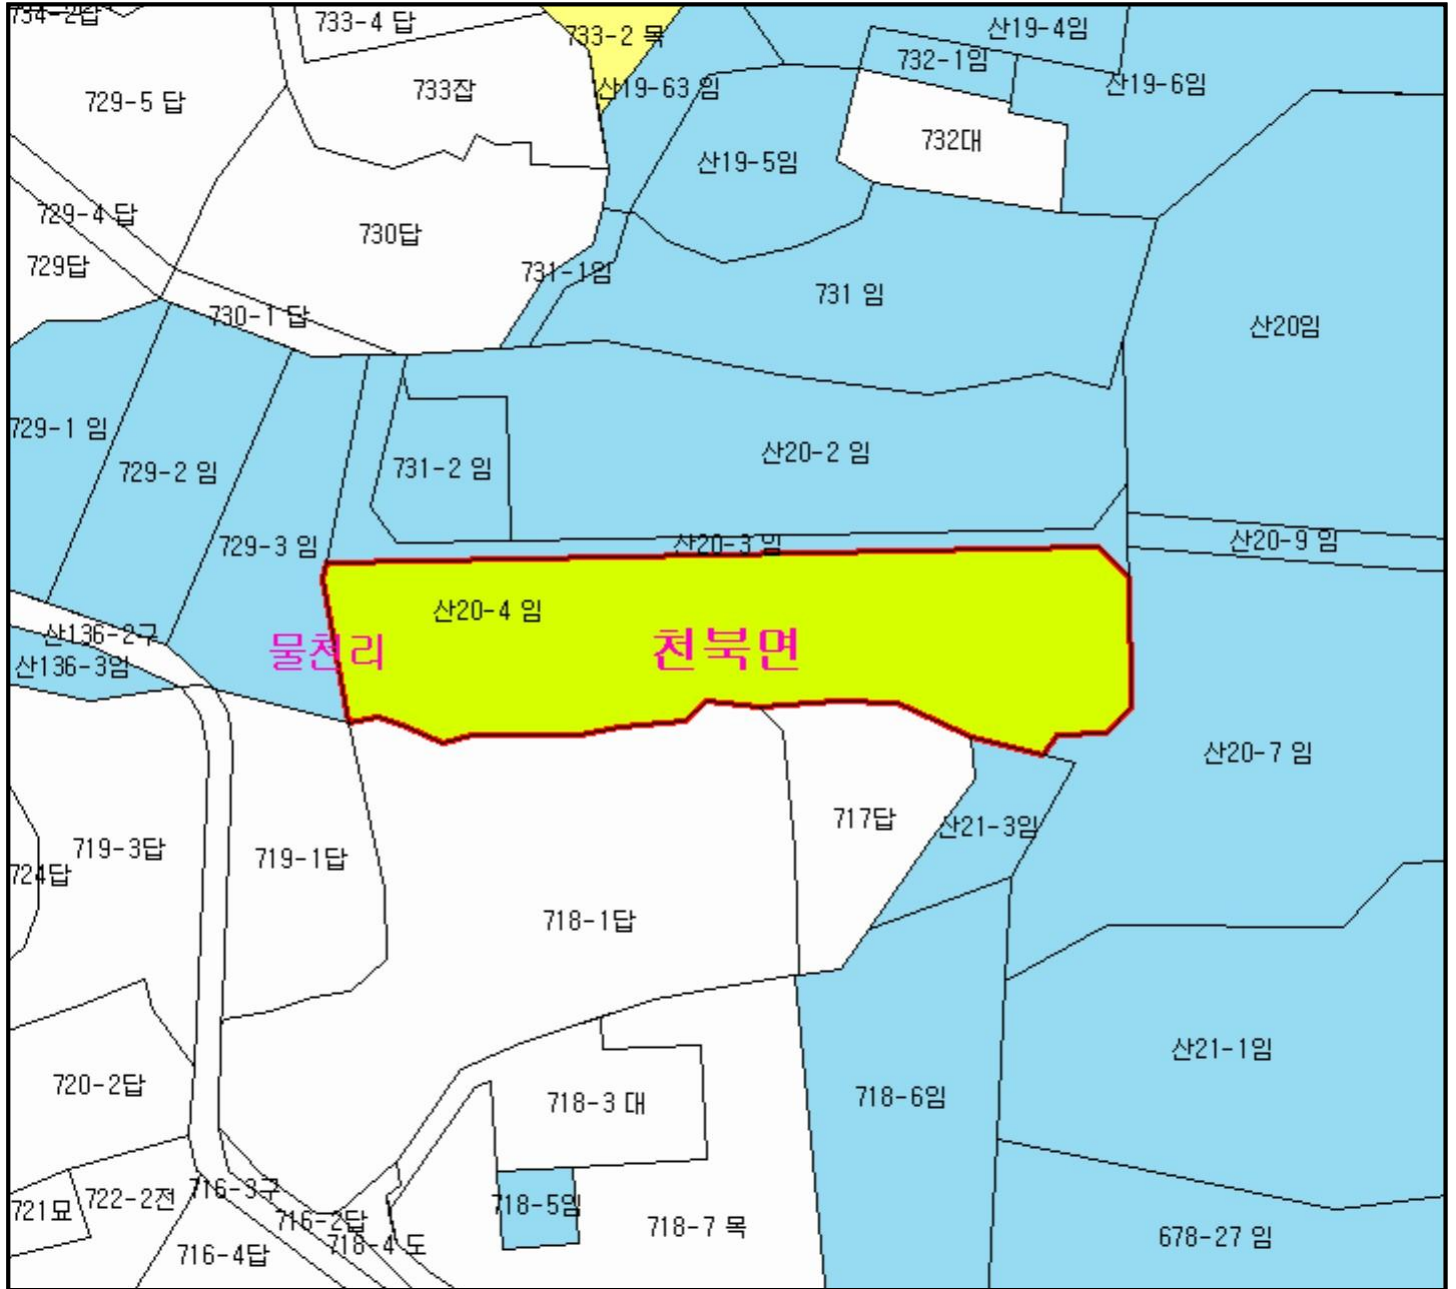 734-2답
733-4 답
733-2 목
산19-4임
732-1임
산19-6임
729-5 답
733잡
산19-63 임
732대
산19-5임
729-4 답
730답
729답
731-1임
731 임
730-1 답
산20임
729-1 임
729-2 임
731-2 임
산20-2 임
729-3 임
산20-3 임
산20-9 임
산20-4 임
산136-2구
물천리
천북면
산136-3임
산20-7 임
719-3답
719-1답
717답
산21-3임
724답
718-1답
산21-1임
720-2답
718-3 대
718-6임
721묘
722-2전
716-3구
716-2답
718-5임
718-4 도
718-7 목
716-4답
678-27 임